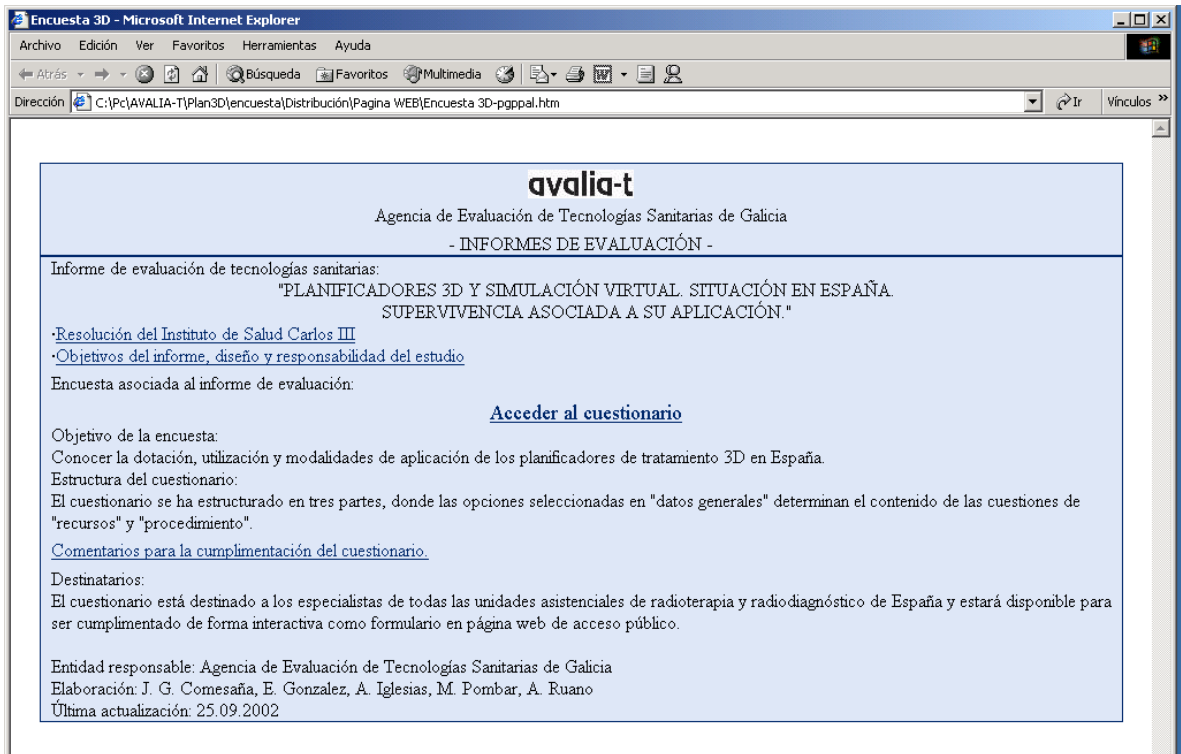 Encuesta 3D - Microsoft Internet Explorer
Archivo Edición Ver Favoritos Herramientas Ayuda
Atrás Búsqueda Favoritos Multimedia
Dirección C:\Pc\AVALIA-T\Plan3D\encuesta\Distribución\Pagina WEB\Encuesta 3D-pgppal.htm Ir Vínculos »
avalia-t
Agencia de Evaluación de Tecnologías Sanitarias de Galicia
- INFORMES DE EVALUACIÓN -
Informe de evaluación de tecnologías sanitarias:
"PLANIFICADORES 3D Y SIMULACIÓN VIRTUAL. SITUACIÓN EN ESPAÑA.
SUPERVIVENCIA ASOCIADA A SU APLICACIÓN."
·Resolución del Instituto de Salud Carlos III
·Objetivos del informe, diseño y responsabilidad del estudio
Encuesta asociada al informe de evaluación:
Acceder al cuestionario
Objetivo de la encuesta:
Conocer la dotación, utilización y modalidades de aplicación de los planificadores de tratamiento 3D en España.
Estructura del cuestionario:
El cuestionario se ha estructurado en tres partes, donde las opciones seleccionadas en "datos generales" determinan el contenido de las cuestiones de
"recursos" y "procedimiento".
Comentarios para la cumplimentación del cuestionario.
Destinatarios:
El cuestionario está destinado a los especialistas de todas las unidades asistenciales de radioterapia y radiodiagnóstico de España y estará disponible para
ser cumplimentado de forma interactiva como formulario en página web de acceso público.
Entidad responsable: Agencia de Evaluación de Tecnologías Sanitarias de Galicia
Elaboración: J. G. Comesaña, E. Gonzalez, A. Iglesias, M. Pombar, A. Ruano
Última actualización: 25.09.2002